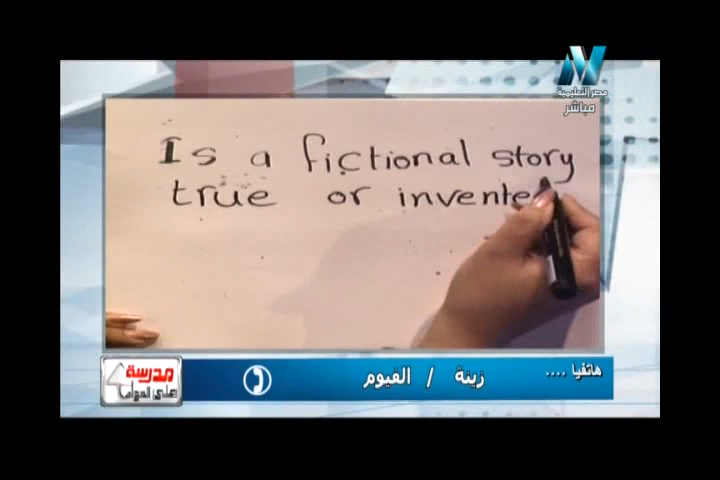 مصر التعليمية
مباشر
Is a fictional story
true or invente
هاتفيا ....
زينة / الفيوم
مدرسة
على الهواء